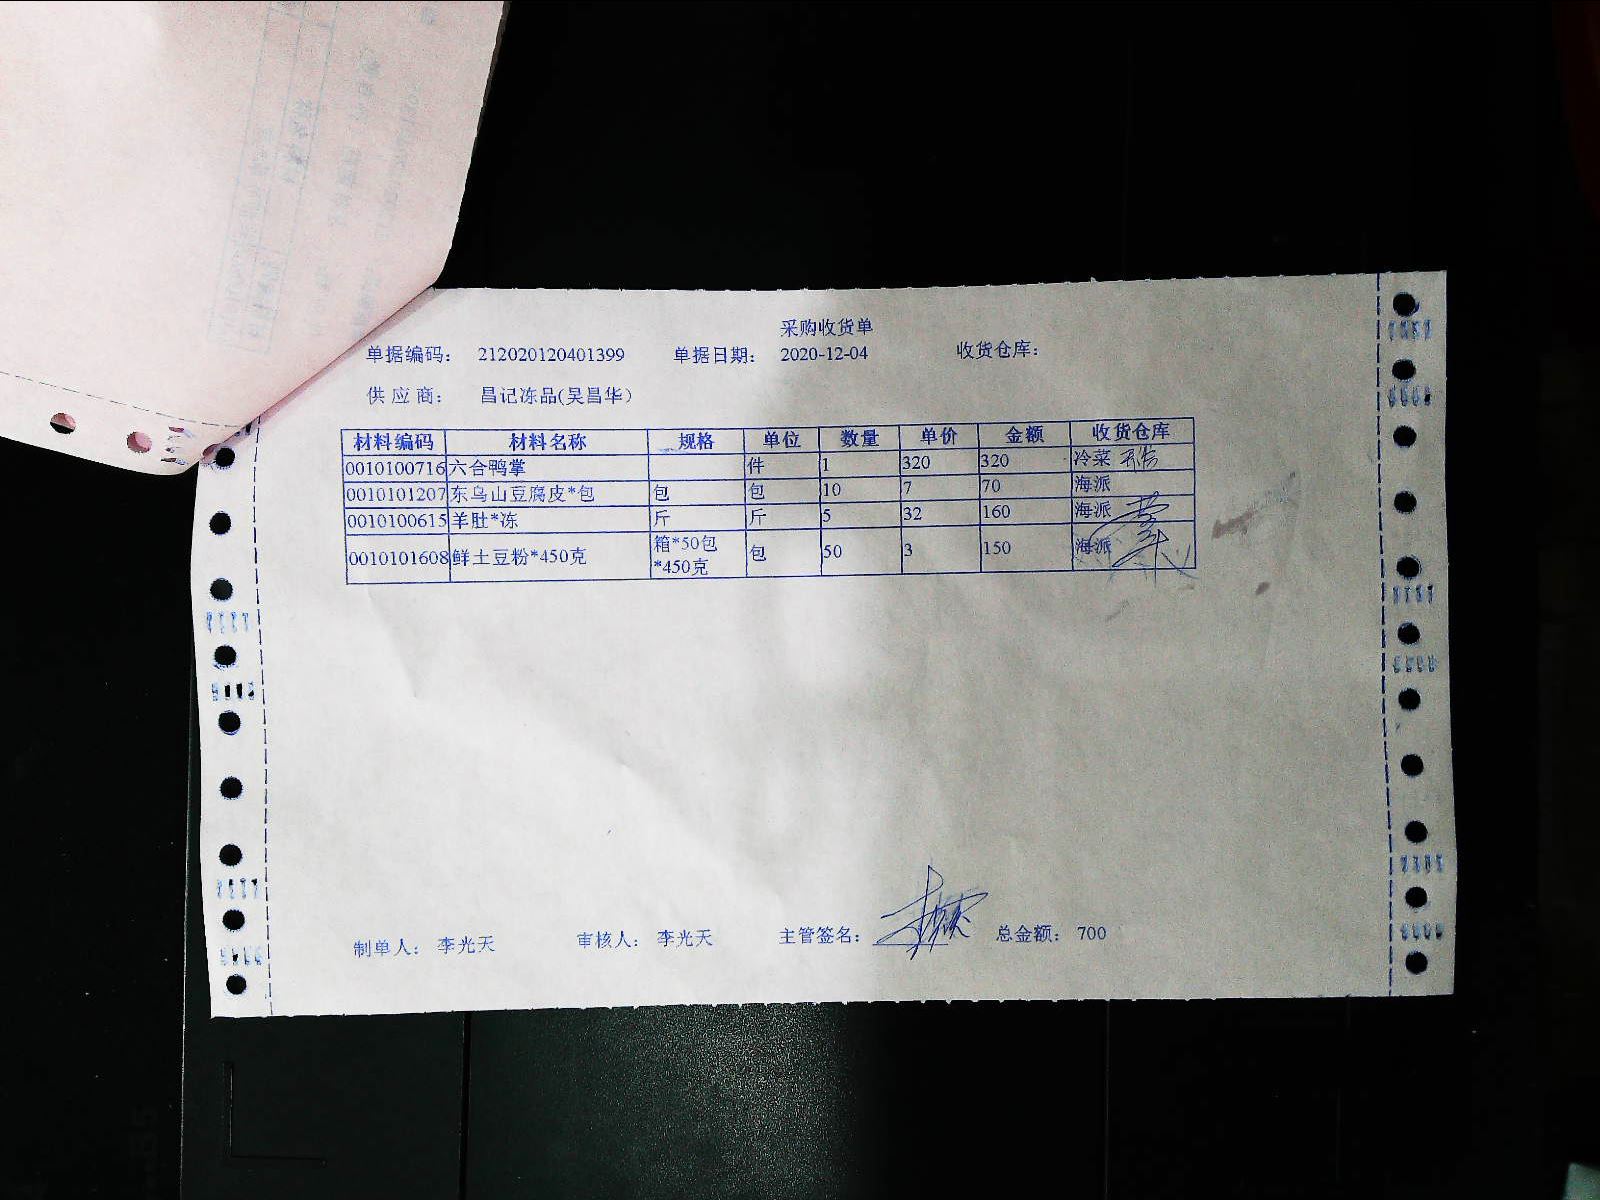 采购收货单
单据编码： 212020120401399 单据日期： 2020-12-04 收货仓库：
供 应 商： 昌记冻品(吴昌华）
材料编码 材料名称 规格 单位 数量 单价 金额 收货仓库
0010100716 六合鸭掌 件 1 320 320 冷菜
0010101207 东乌山豆腐皮*包 包 包 10 7 70 海派
0010100615 羊肚*冻 斤 斤 5 32 160 海派
0010101608 鲜土豆粉*450克 箱*50包 包 50 3 150 海派
*450克
制单人： 李光天 审核人： 李光天 主管签名： 总金额： 700